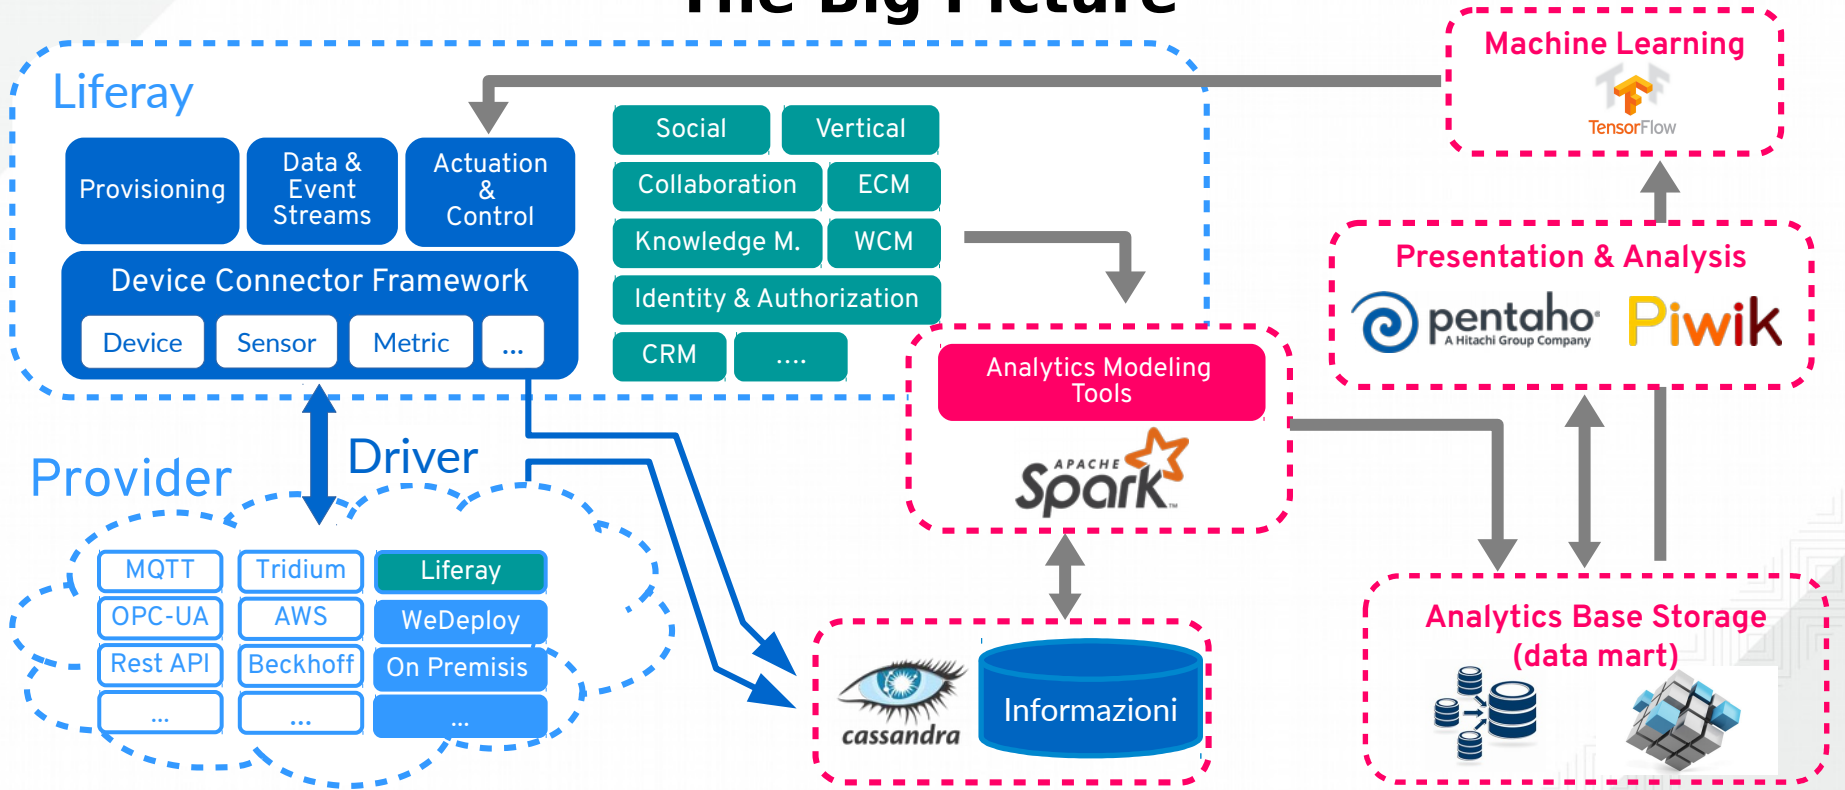 The Big Picture
Liferay
Provisioning
Data &
Event
Streams
Actuation
&
Control
Device Connector Framework
Device
Sensor
Metric
...
Social
Vertical
Collaboration
ECM
Knowledge M.
WCM
Identity & Authorization
CRM
....
Machine Learning
TensorFlow
Presentation & Analysis
pentaho
A Hitachi Group Company
Piwik
Analytics Modeling
Tools
APACHE
Spark™
Provider
Driver
MQTT
Tridium
Liferay
OPC-UA
AWS
WeDeploy
Rest API
Beckhoff
On Premisis
...
...
...
cassandra
Informazioni
Analytics Base Storage
(data mart)